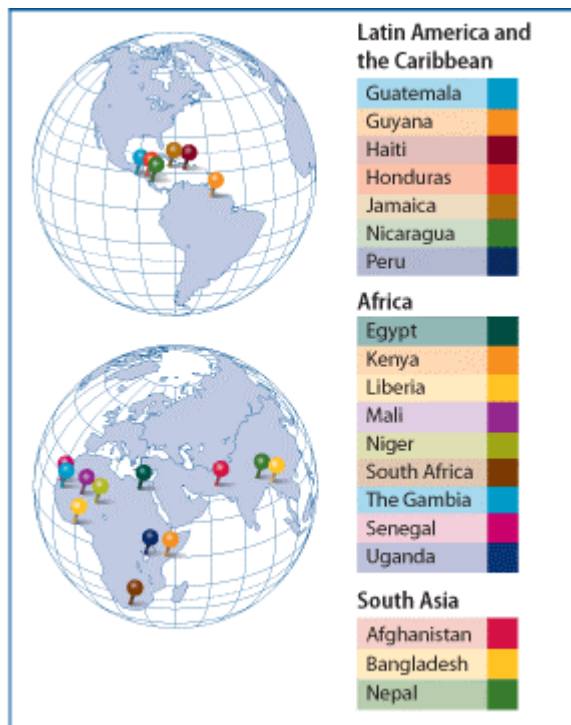 Latin America and
the Caribbean
Guatemala
Guyana
Haiti
Honduras
Jamaica
Nicaragua
Peru
Africa
Egypt
Kenya
Liberia
Mali
Niger
South Africa
The Gambia
Senegal
Uganda
South Asia
Afghanistan
Bangladesh
Nepal